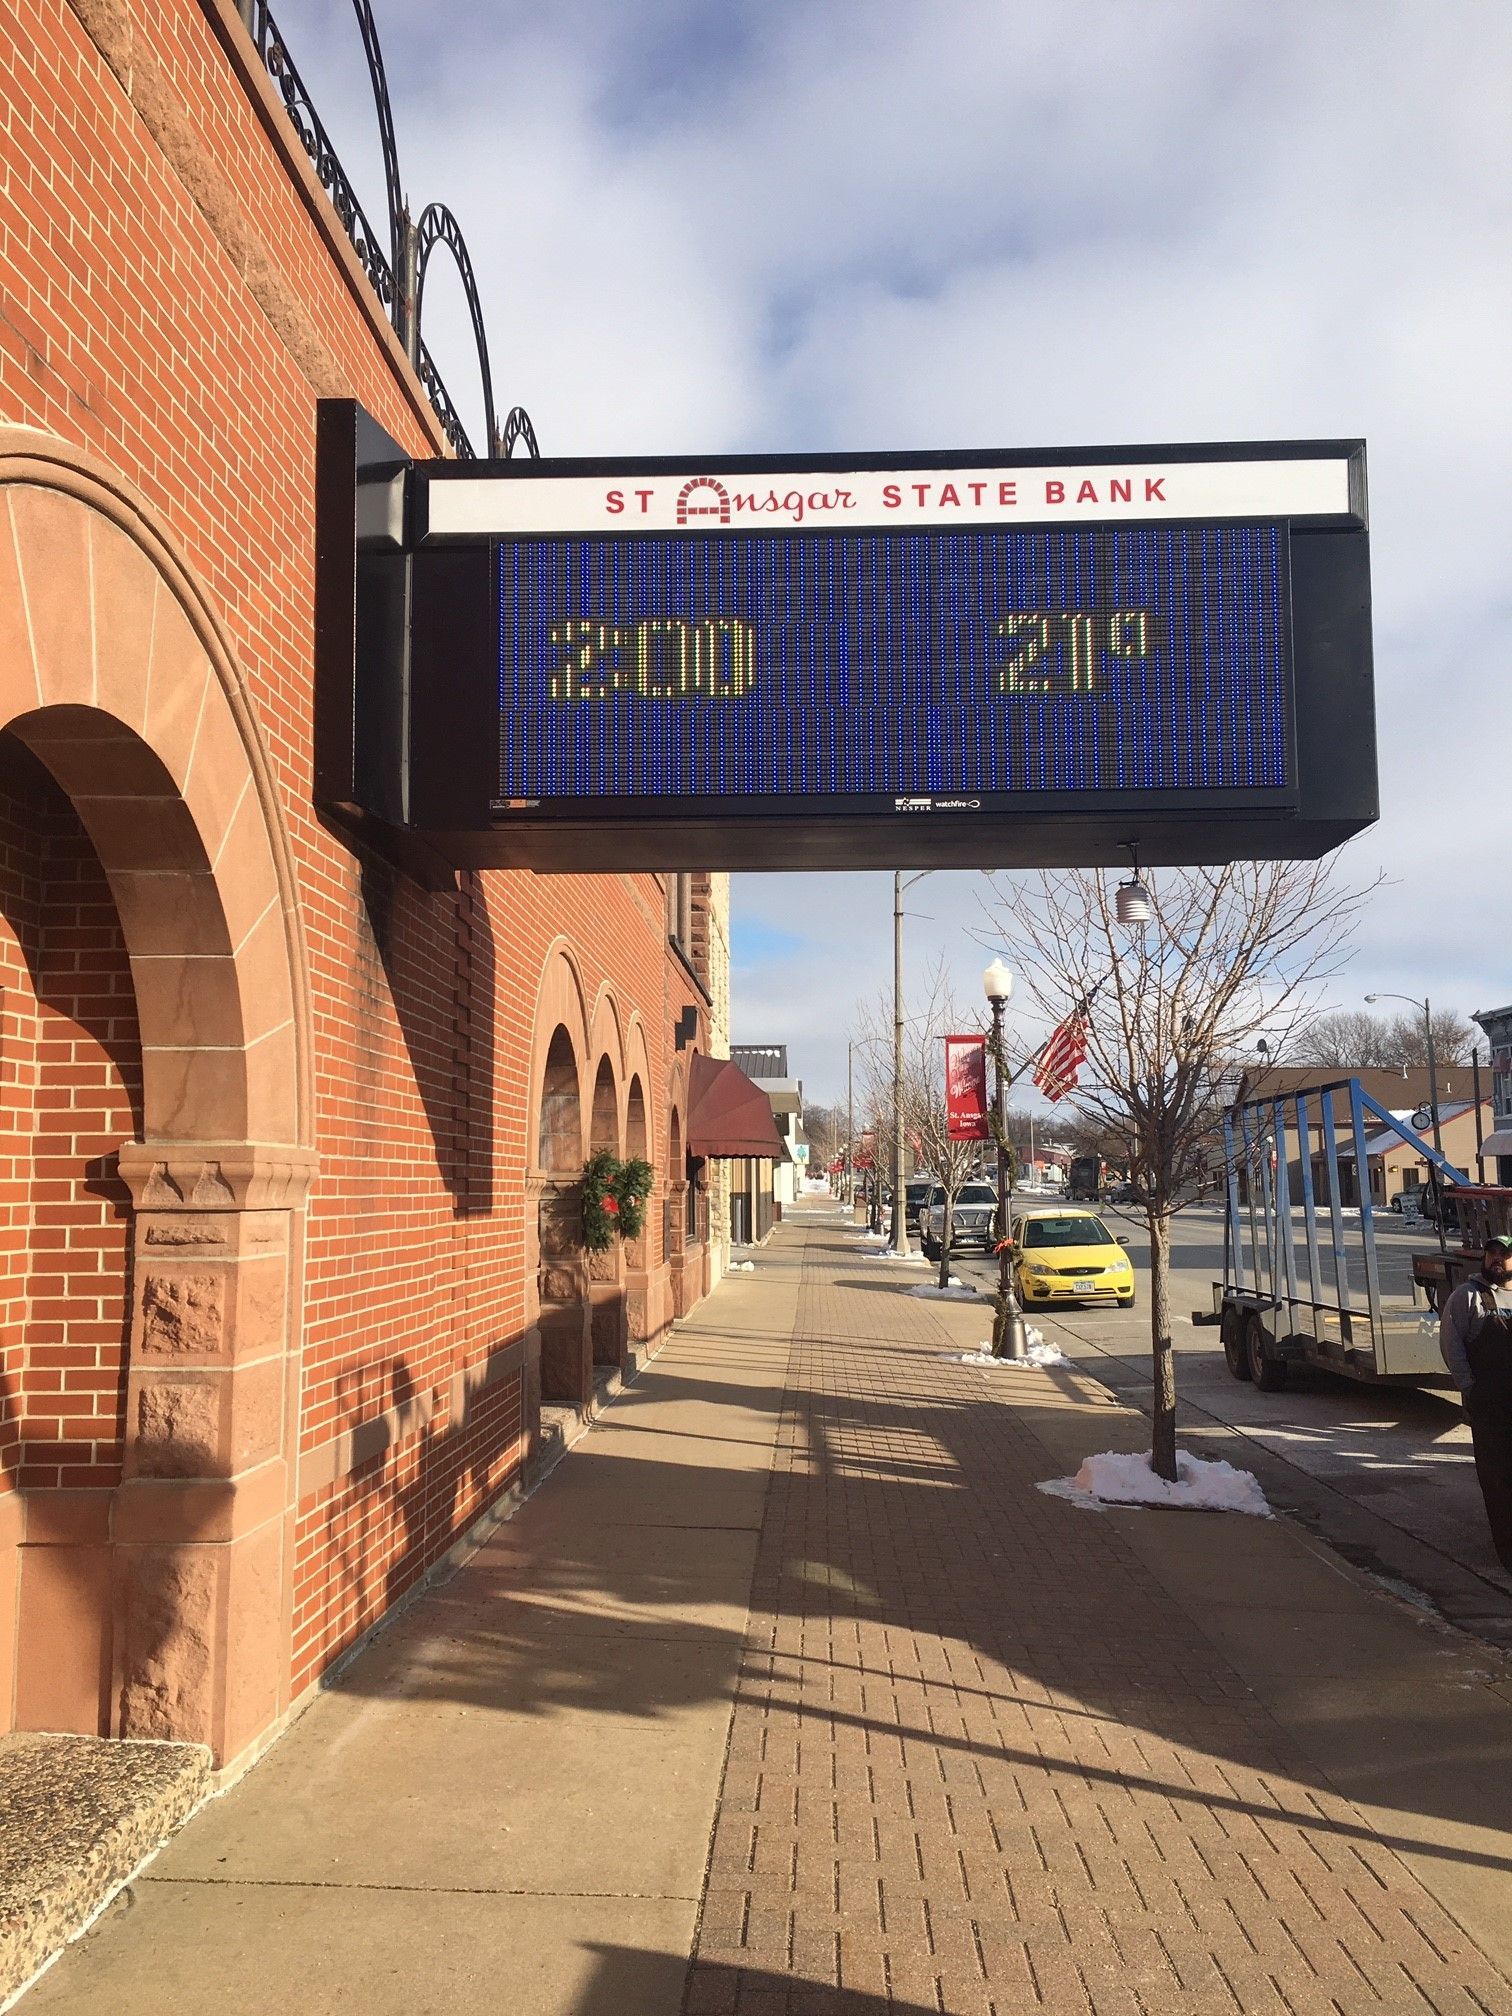 ST Ansgar STATE BANK
2:00 21°
NESPER watchfire
St. Ansgar
Iowa